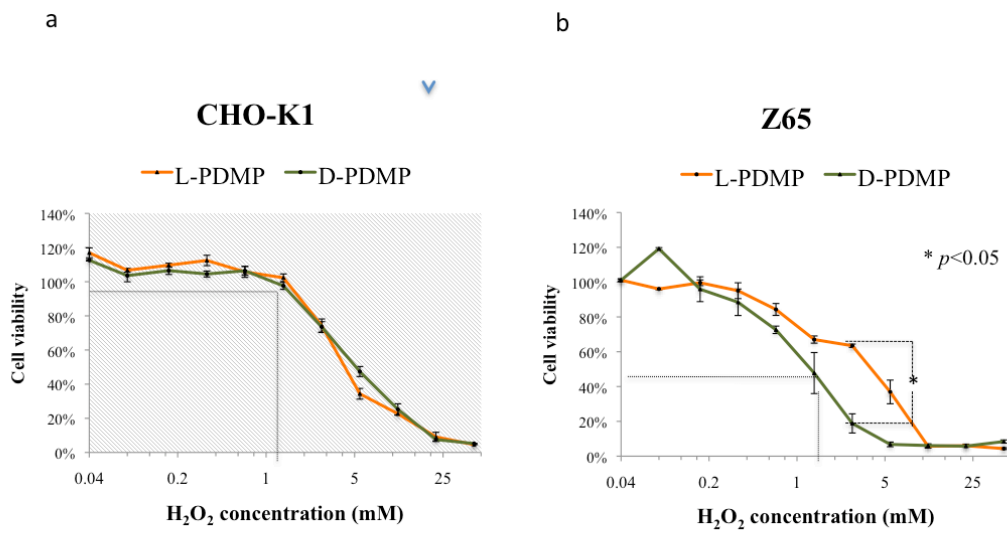 a
CHO-K1
L-PDMP D-PDMP
140%
120%
100%
80%
60%
40%
20%
0%
Cell viability
0.04 0.2 1 5 25
H₂O₂ concentration (mM)
b
Z65
L-PDMP D-PDMP
140%
120%
100%
80%
60%
40%
20%
0%
Cell viability
* p<0.05
*
0.04 0.2 1 5 25
H₂O₂ concentration (mM)